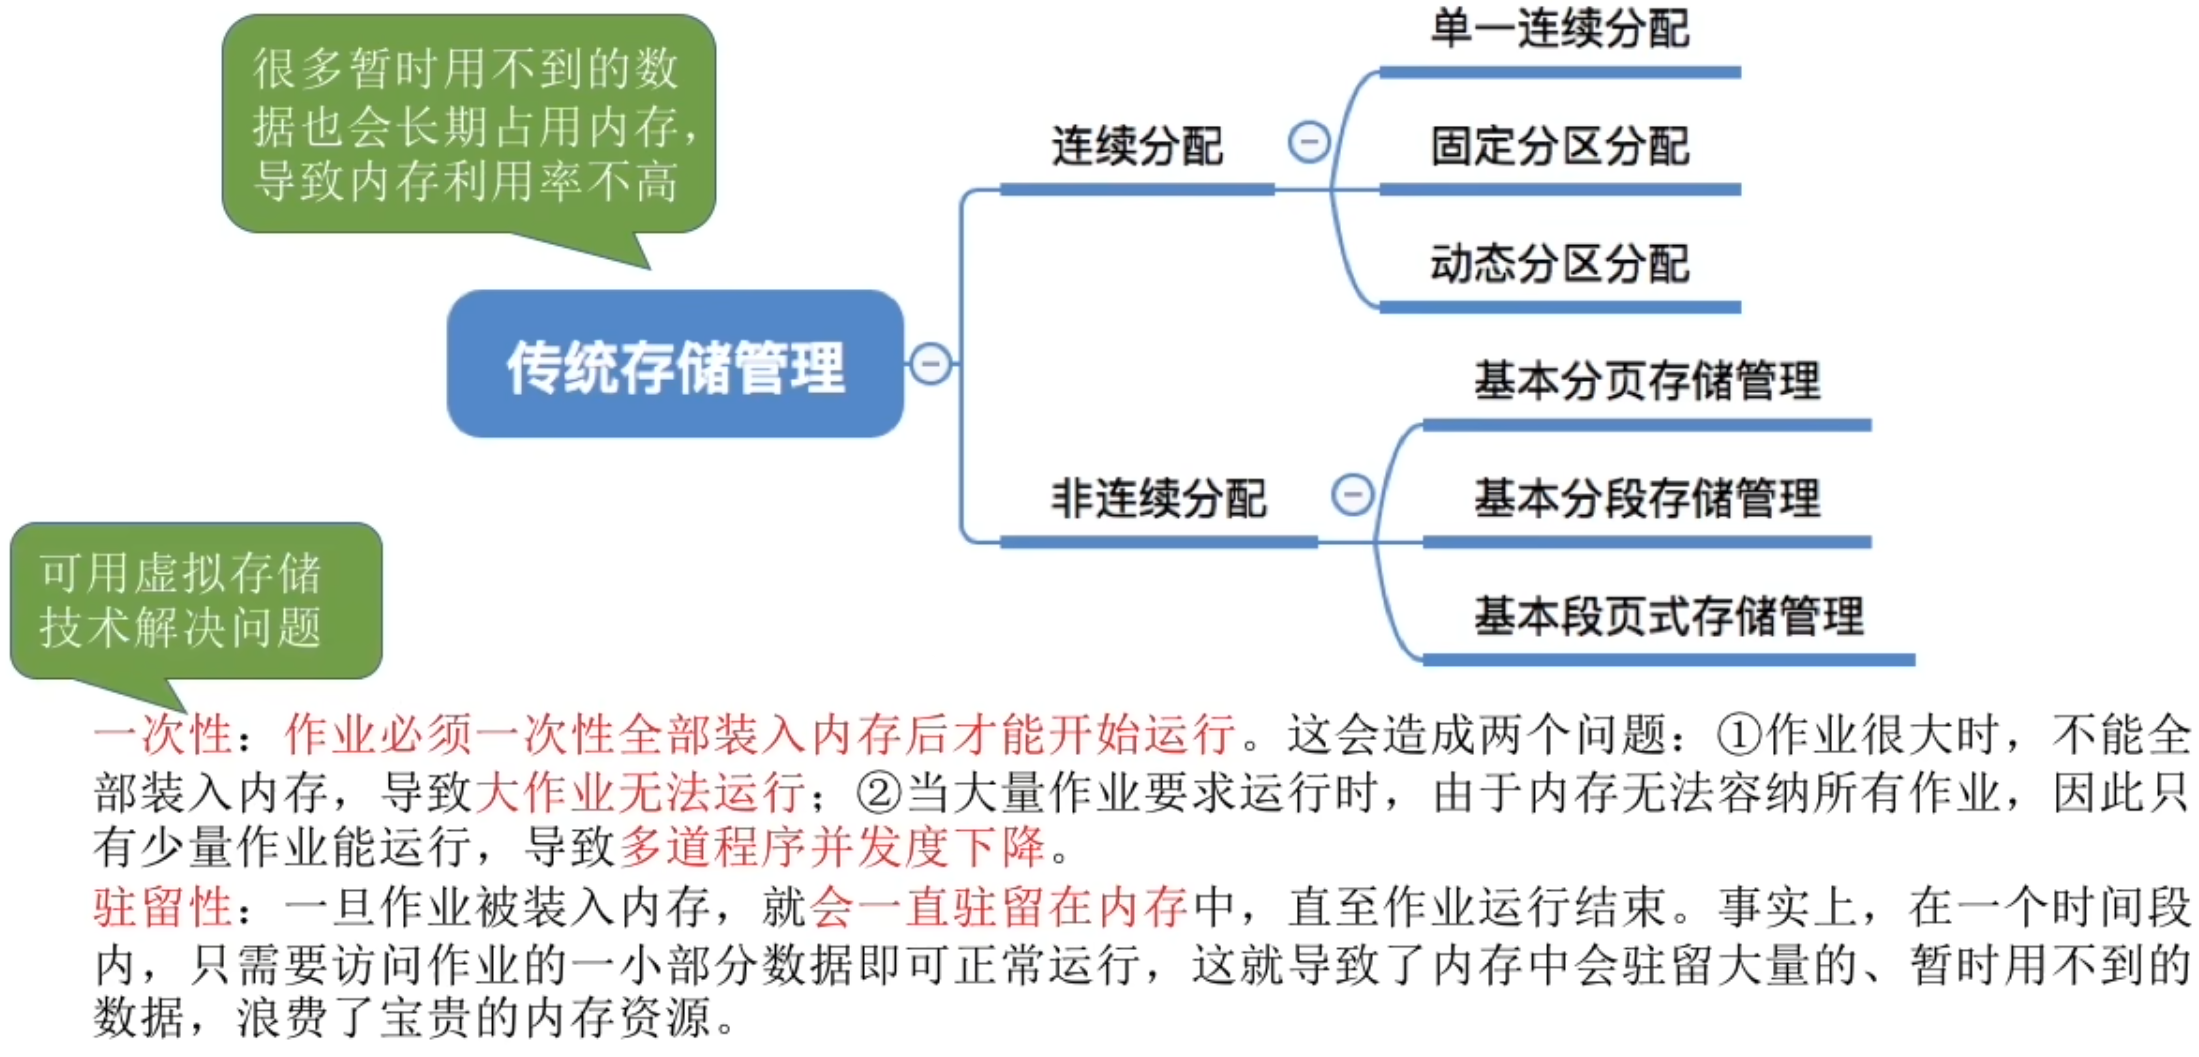 很多暂时用不到的数
据也会长期占用内存，
导致内存利用率不高
传统存储管理
连续分配
单一连续分配
固定分区分配
动态分区分配
非连续分配
基本分页存储管理
基本分段存储管理
基本段页式存储管理
可用虚拟存储
技术解决问题
一次性：作业必须一次性全部装入内存后才能开始运行。这会造成两个问题：①作业很大时，不能全
部装入内存，导致大作业无法运行；②当大量作业要求运行时，由于内存无法容纳所有作业，因此只
有少量作业能运行，导致多道程序并发度下降。
驻留性：一旦作业被装入内存，就会一直驻留在内存中，直至作业运行结束。事实上，在一个时间段
内，只需要访问作业的一小部分数据即可正常运行，这就导致了内存中会驻留大量的、暂时用不到的
数据，浪费了宝贵的内存资源。